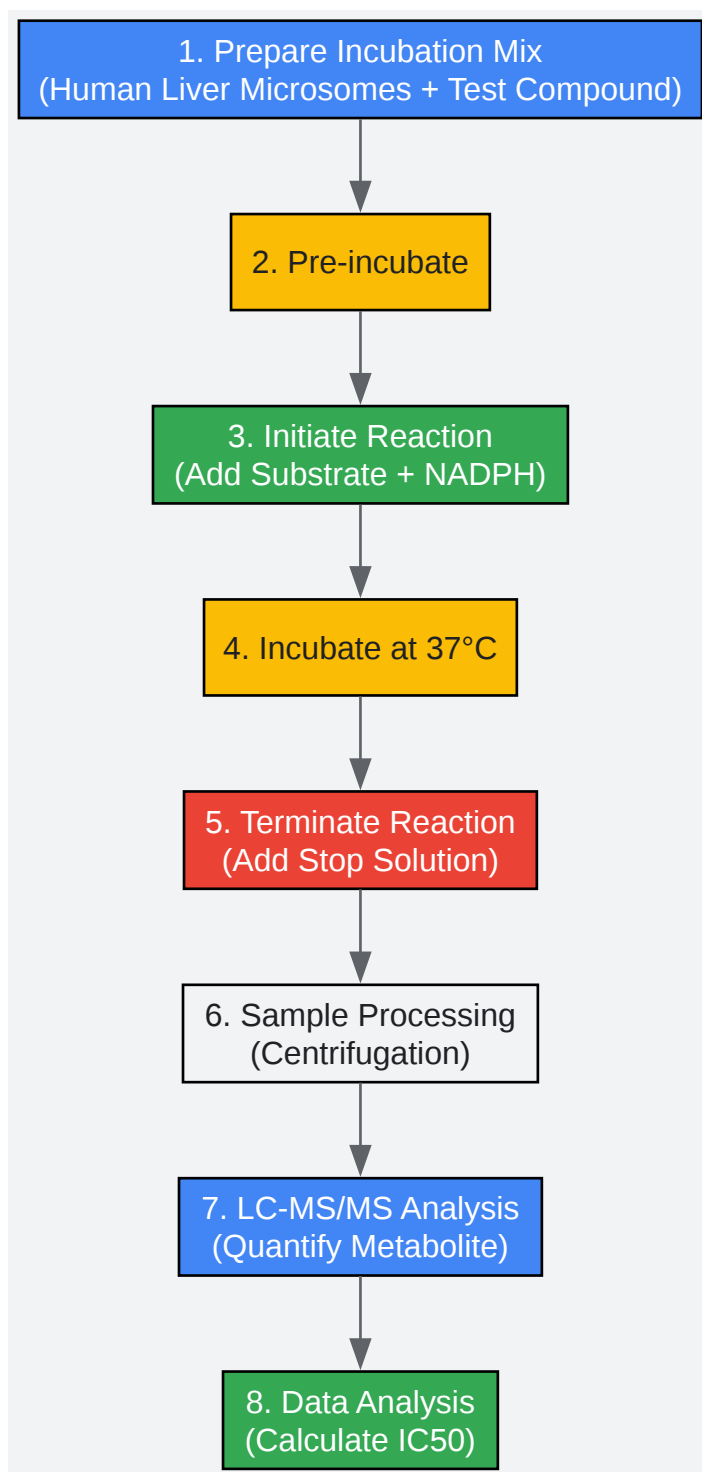 1. Prepare Incubation Mix
(Human Liver Microsomes + Test Compound)
2. Pre-incubate
3. Initiate Reaction
(Add Substrate + NADPH)
4. Incubate at 37°C
5. Terminate Reaction
(Add Stop Solution)
6. Sample Processing
(Centrifugation)
7. LC-MS/MS Analysis
(Quantify Metabolite)
8. Data Analysis
(Calculate IC50)